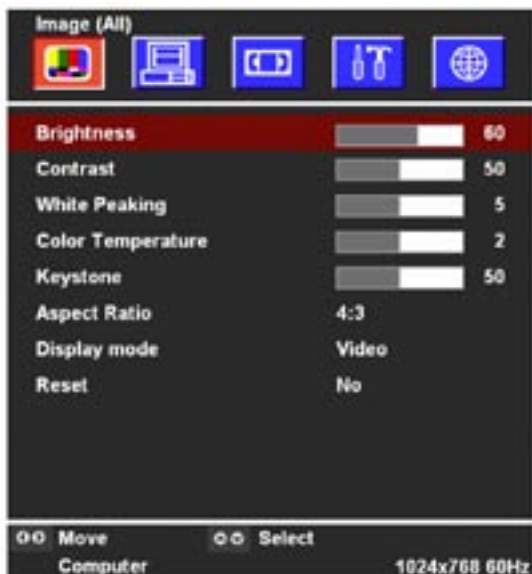 Image (All)
Brightness 60
Contrast 50
White Peaking 5
Color Temperature 2
Keystone 50
Aspect Ratio 4:3
Display mode Video
Reset No
Move Select
Computer 1024x768 60Hz